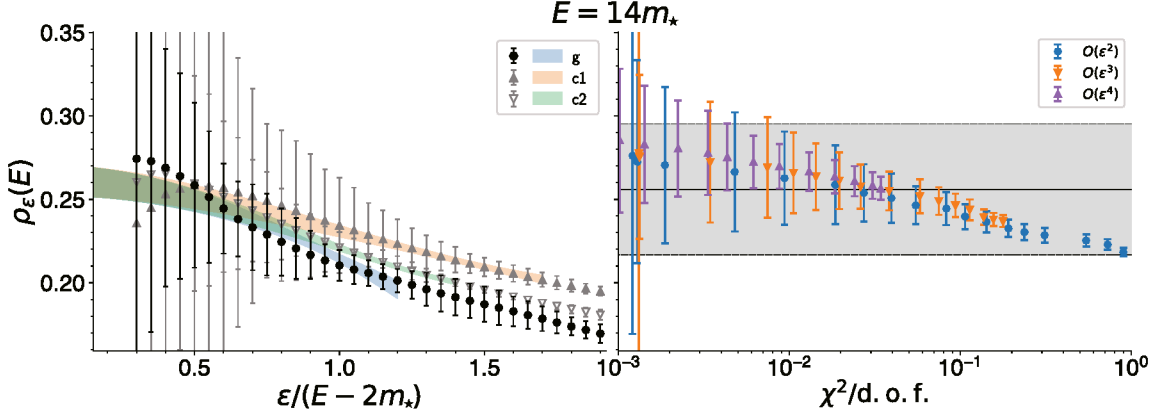 E = 14m⋆
0.35
0.30
0.25
0.20
ρε(E)
g
c1
c2
0.5
1.0
1.5
ε/(E − 2m⋆)
O(ε²)
O(ε³)
O(ε⁴)
10⁻³
10⁻²
10⁻¹
10⁰
χ²/d. o. f.